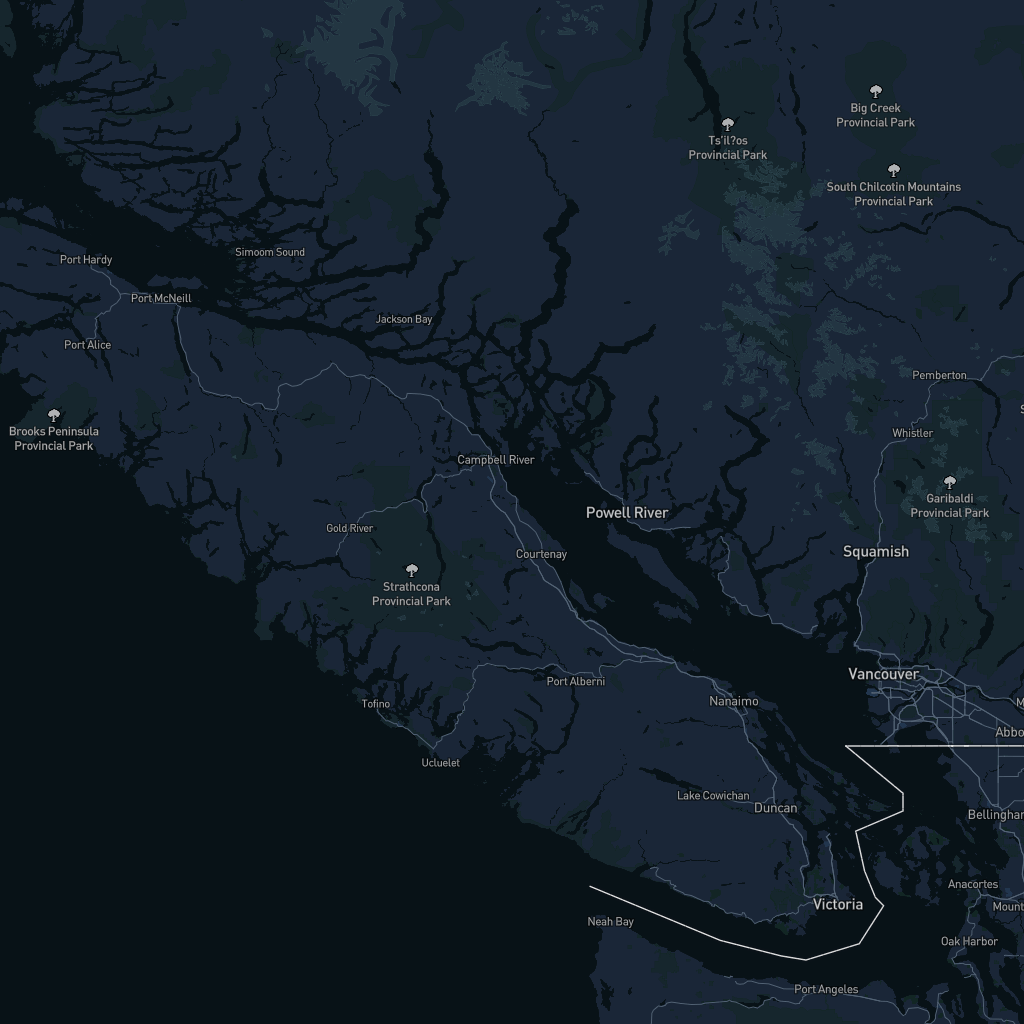 Big Creek
Provincial Park
Ts'il?os
Provincial Park
South Chilcotin Mountains
Provincial Park
Simoom Sound
Port Hardy
Port McNeill
Jackson Bay
Port Alice
Pemberton
Brooks Peninsula
Provincial Park
Whistler
Campbell River
Garibaldi
Provincial Park
Powell River
Gold River
Squamish
Courtenay
Strathcona
Provincial Park
Vancouver
Port Alberni
Nanaimo
Tofino
M
Abbo
Ucluelet
Lake Cowichan
Duncan
Bellinghar
Anacortes
Victoria
Mount
Neah Bay
Oak Harbor
Port Angeles